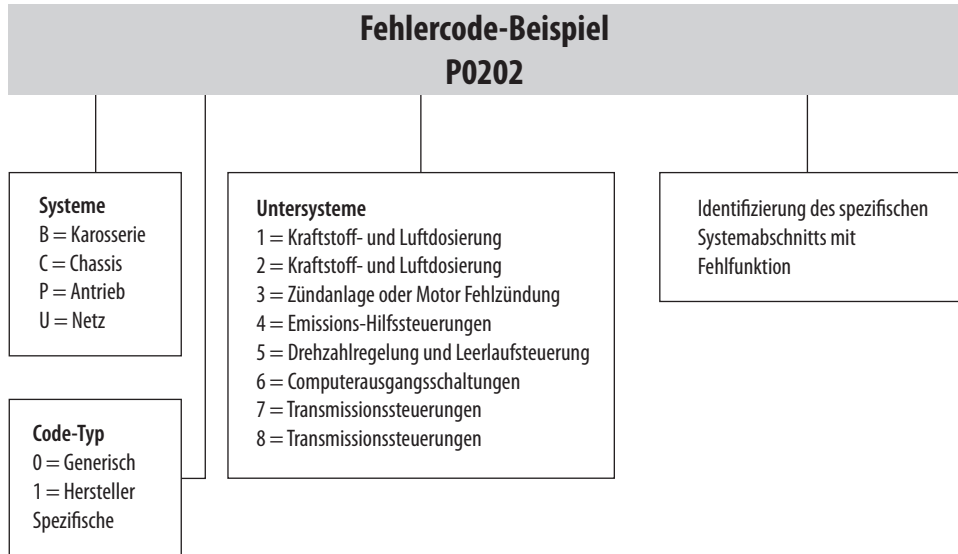 Fehlercode-Beispiel
P0202
Systeme
B = Karosserie
C = Chassis
P = Antrieb
U = Netz
Code-Typ
0 = Generisch
1 = Hersteller
Spezifische
Untersysteme
1 = Kraftstoff- und Luftdosierung
2 = Kraftstoff- und Luftdosierung
3 = Zündanlage oder Motor Fehlzündung
4 = Emissions-Hilfssteuerungen
5 = Drehzahlregelung und Leerlaufsteuerung
6 = Computerausgangsschaltungen
7 = Transmissionssteuerungen
8 = Transmissionssteuerungen
Identifizierung des spezifischen
Systemabschnitts mit
Fehlfunktion